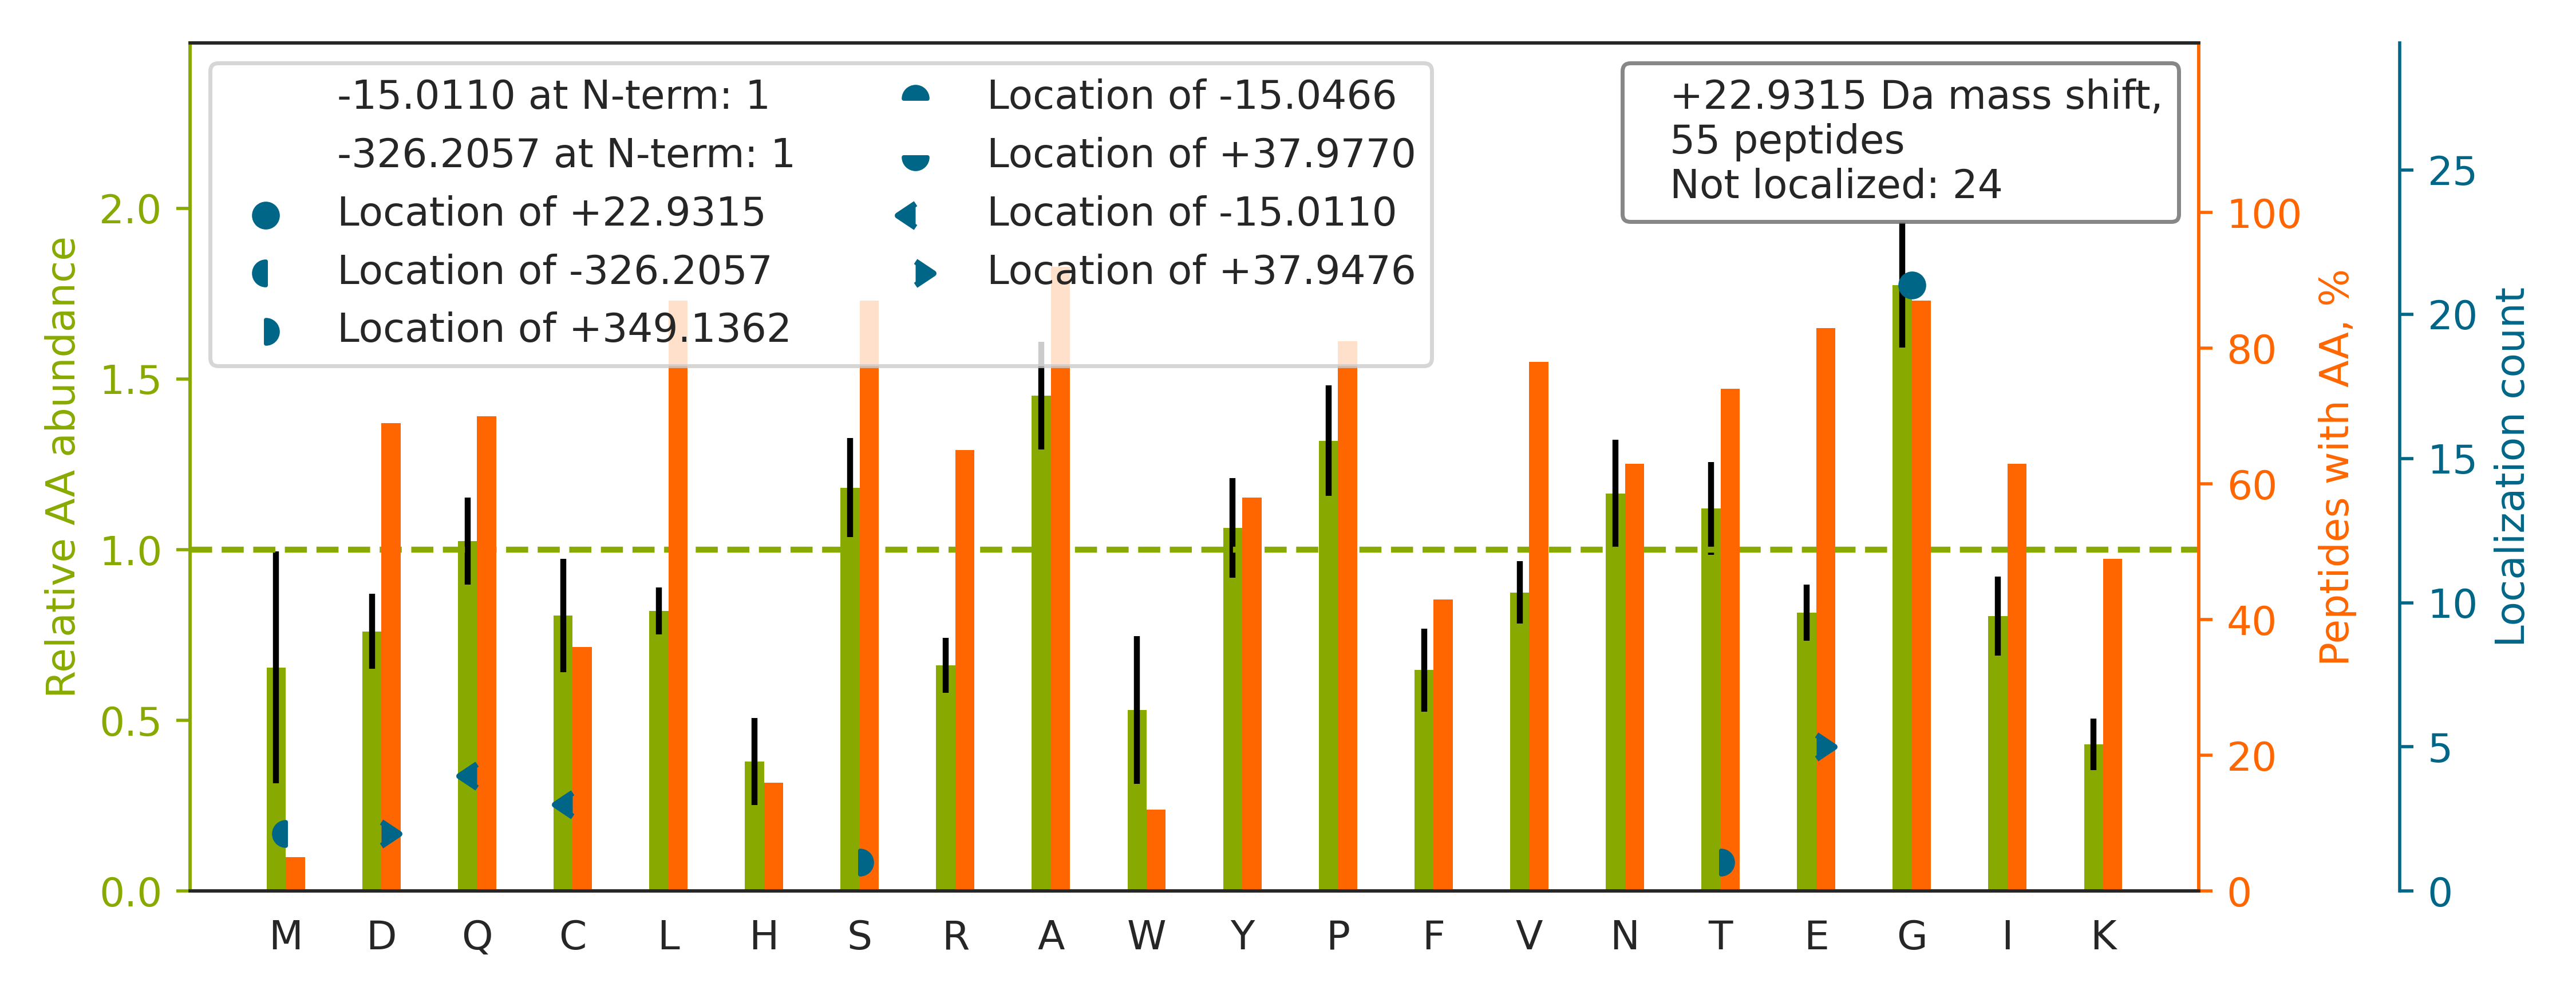 -15.0110 at N-term: 1
-326.2057 at N-term: 1
Location of +22.9315
Location of -326.2057
Location of +349.1362
Location of -15.0466
Location of +37.9770
Location of -15.0110
Location of +37.9476
+22.9315 Da mass shift,
55 peptides
Not localized: 24
Relative AA abundance
2.0
1.5
1.0
0.5
0.0
M D Q C L H S R A W Y P F V N T E G I K
100
80
60
40
20
0
Peptides with AA, %
25
20
15
10
5
0
Localization count